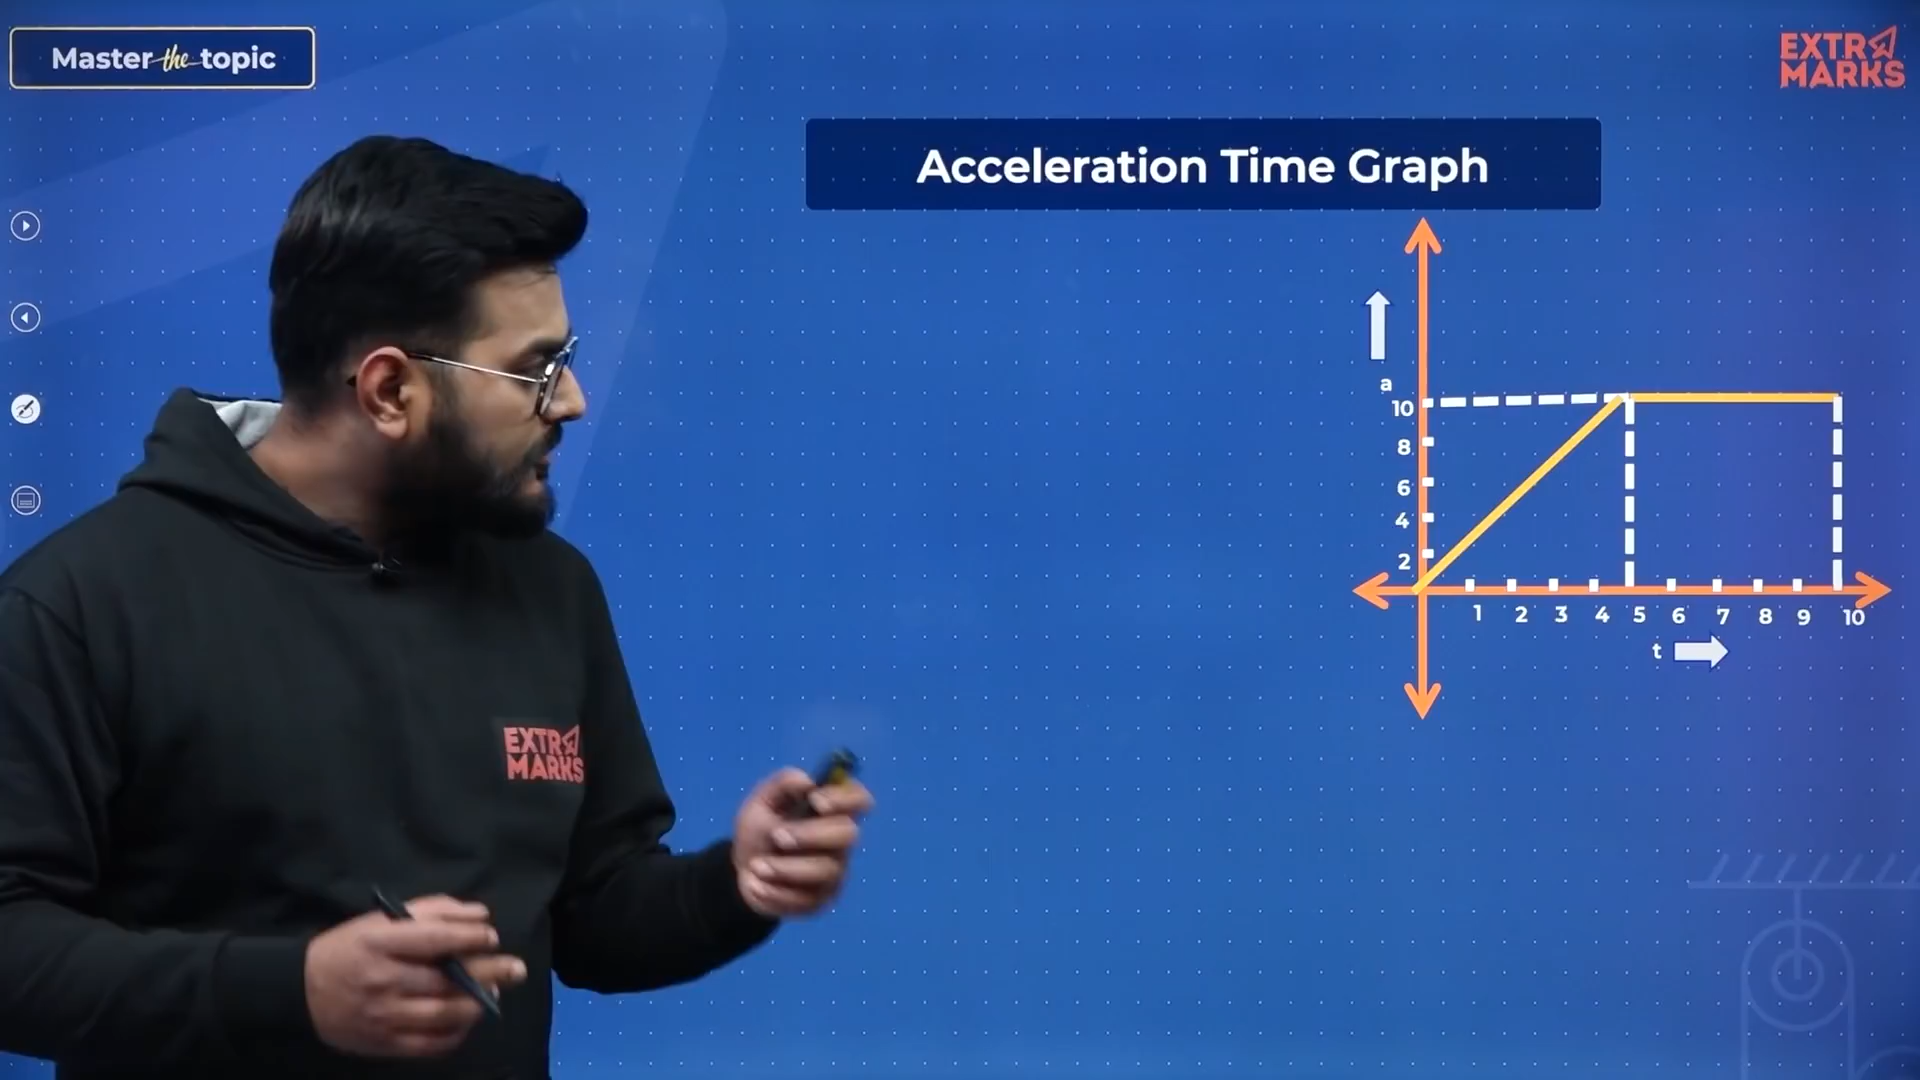 Master the topic
EXTRA
MARKS
Acceleration Time Graph
a
10
8
6
4
2
1 2 3 4 5 6 7 8 9 10
t
EXTRA
MARKS